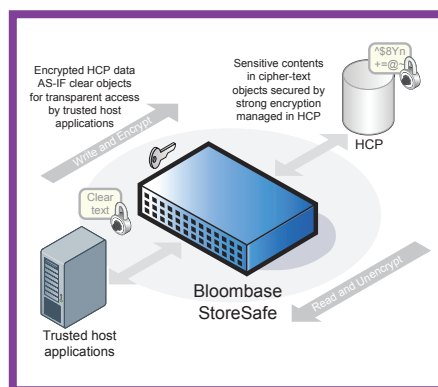 Encrypted HCP data
AS-IF clear objects
for transparent access
by trusted host
applications
Write and Encrypt
Sensitive contents
in cipher-text
objects secured by
strong encryption
managed in HCP
^$8Yn
+=@~
HCP
Clear
text
Bloombase
StoreSafe
Trusted host
applications
Read and Unencrypt